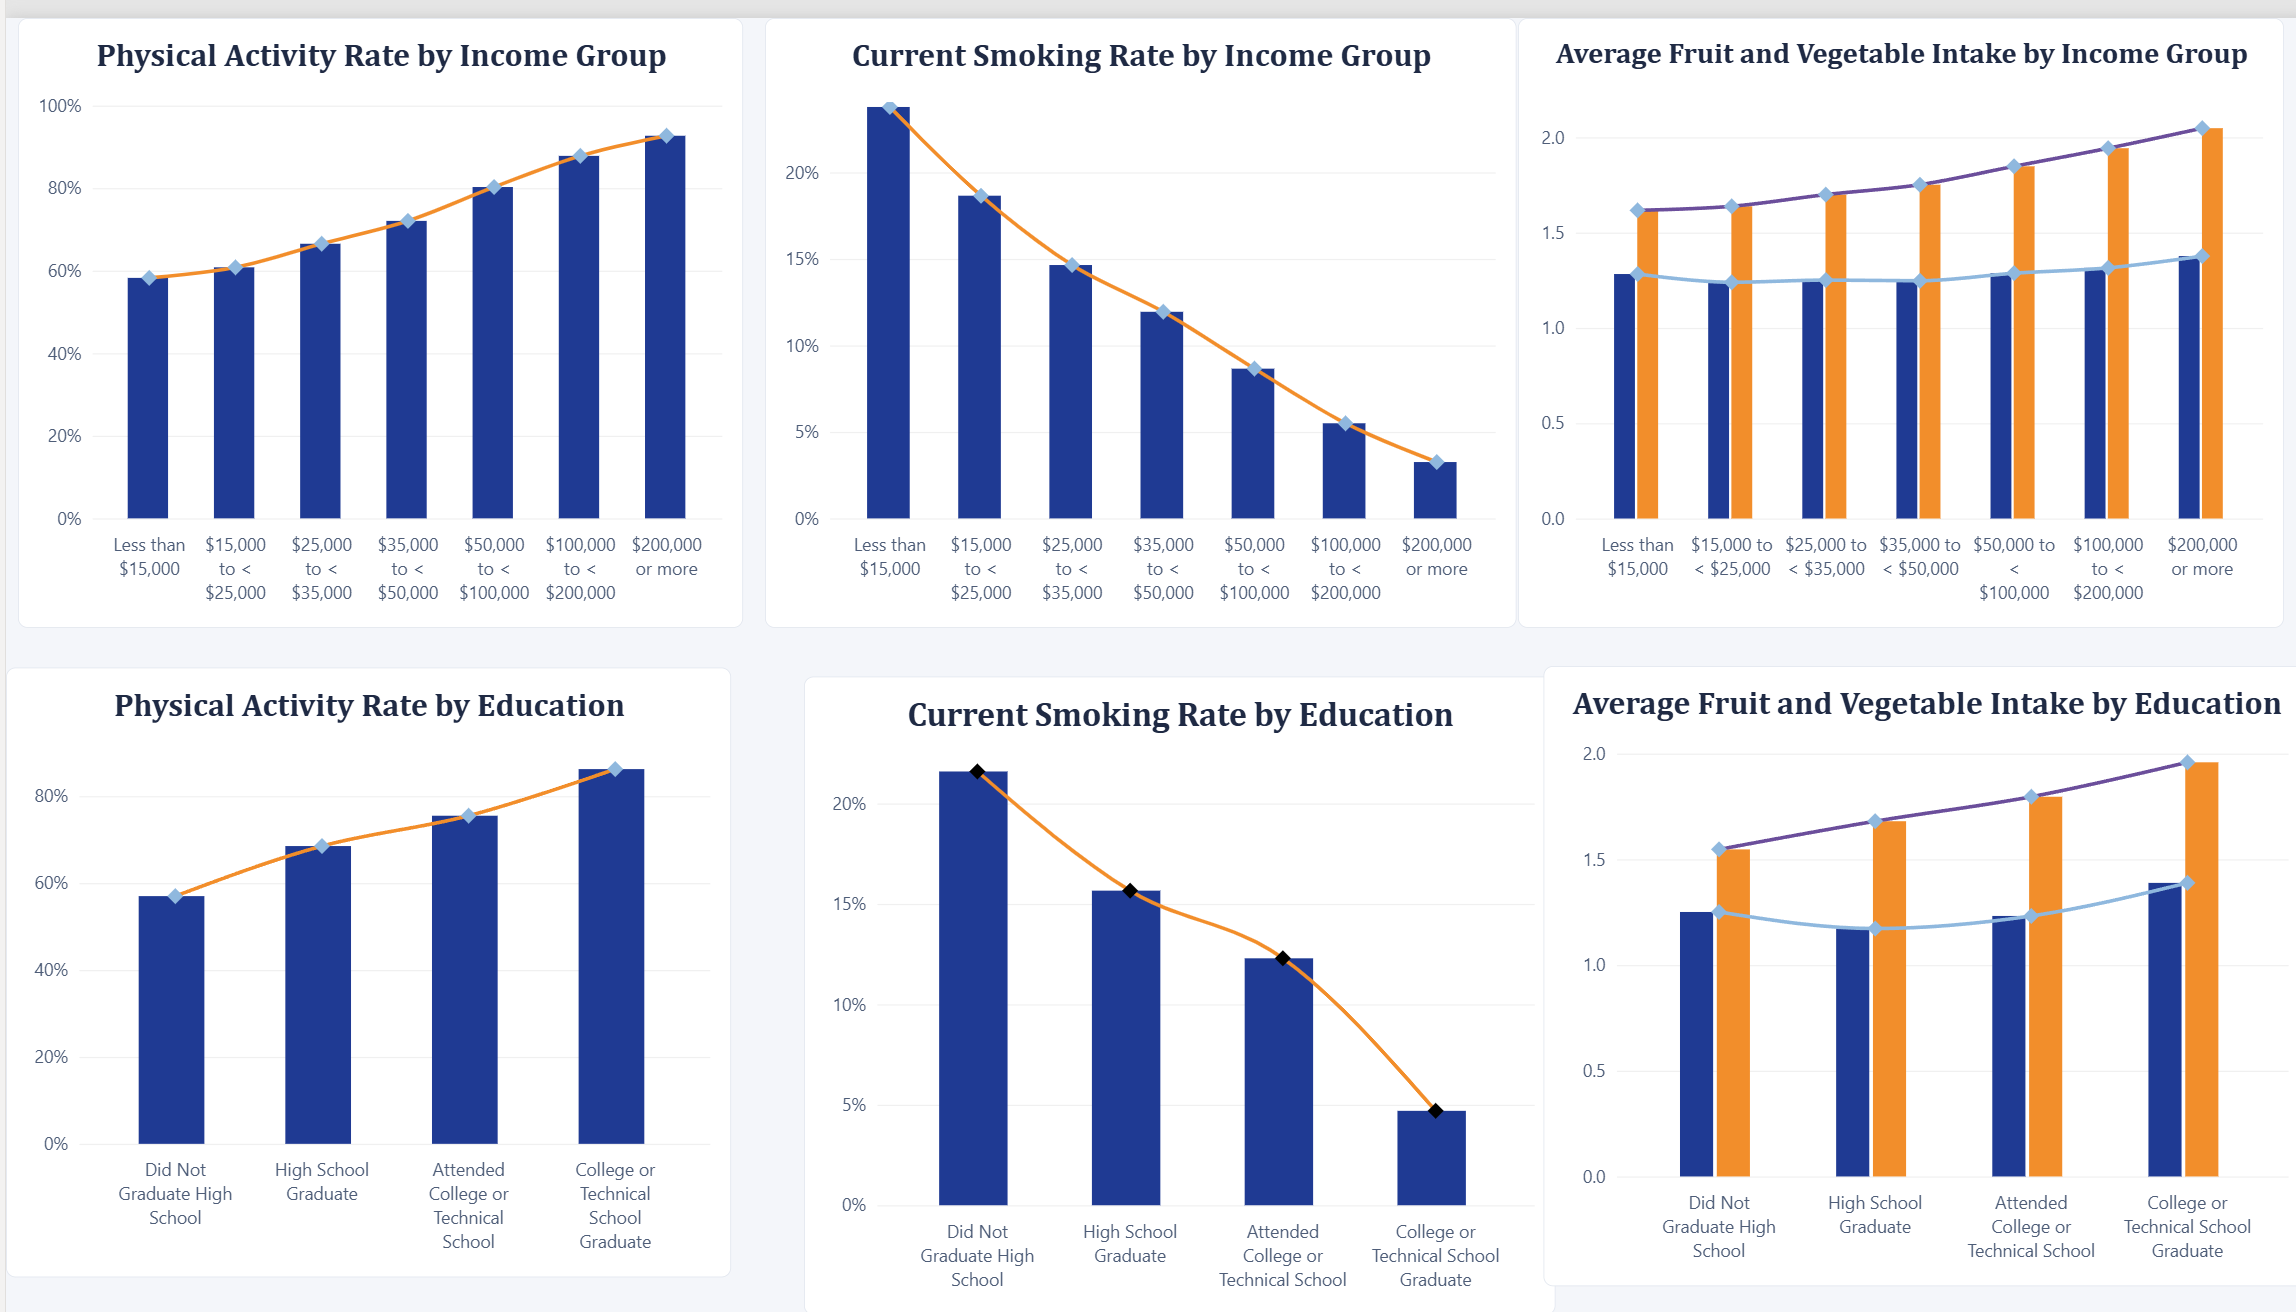 Physical Activity Rate by Income Group
100%
80%
60%
40%
20%
0%
Less than
$15,000
$15,000
to <
$25,000
$25,000
to <
$35,000
$35,000
to <
$50,000
$50,000
to <
$100,000
$100,000
to <
$200,000
$200,000
or more
Current Smoking Rate by Income Group
20%
15%
10%
5%
0%
Less than
$15,000
$15,000
to <
$25,000
$25,000
to <
$35,000
$35,000
to <
$50,000
$50,000
to <
$100,000
$100,000
to <
$200,000
$200,000
or more
Average Fruit and Vegetable Intake by Income Group
2.0
1.5
1.0
0.5
0.0
Less than
$15,000
$15,000 to
< $25,000
$25,000 to
< $35,000
$35,000 to
< $50,000
$50,000 to
<
$100,000
$100,000
to <
$200,000
$200,000
or more
Physical Activity Rate by Education
80%
60%
40%
20%
0%
Did Not
Graduate High
School
High School
Graduate
Attended
College or
Technical
School
College or
Technical
School
Graduate
Current Smoking Rate by Education
20%
15%
10%
5%
0%
Did Not
Graduate High
School
High School
Graduate
Attended
College or
Technical School
College or
Technical School
Graduate
Average Fruit and Vegetable Intake by Education
2.0
1.5
1.0
0.5
0.0
Did Not
Graduate High
School
High School
Graduate
Attended
College or
Technical School
College or
Technical School
Graduate